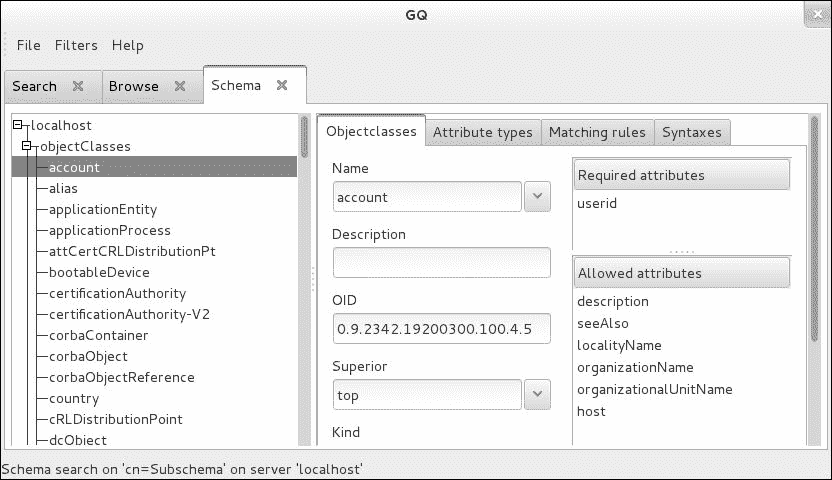 GQ
File Filters Help
Search Browse Schema
localhost
objectClasses
account
alias
applicationEntity
applicationProcess
attCertCRLDistributionPt
bootableDevice
certificationAuthority
certificationAuthority-V2
corbaContainer
corbaObject
corbaObjectReference
country
cRLDistributionPoint
dcObject
Objectclasses Attribute types Matching rules Syntaxes
Name
account
Description
OID
0.9.2342.19200300.100.4.5
Superior
top
Kind
Required attributes
userid
Allowed attributes
description
seeAlso
localityName
organizationName
organizationalUnitName
host
Schema search on 'cn=Subschema' on server 'localhost'